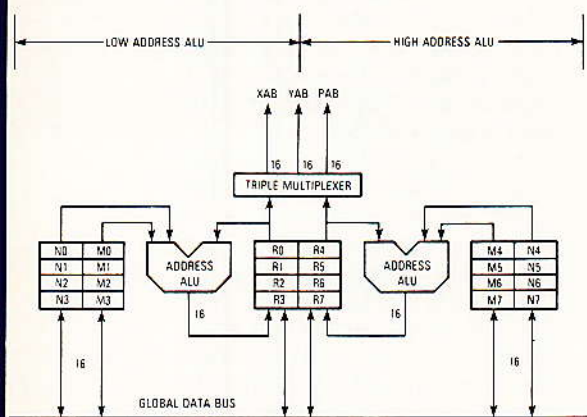 LOW ADDRESS ALU
HIGH ADDRESS ALU
XAB YAB PAB
16 16 16
TRIPLE MULTIPLEXER
N0 M0
N1 M1
N2 M2
N3 M3
ADDRESS
ALU
R0 R4
R1 R5
R2 R6
R3 R7
ADDRESS
ALU
M4 N4
M5 N5
M6 N6
M7 N7
16
16
16
16
GLOBAL DATA BUS